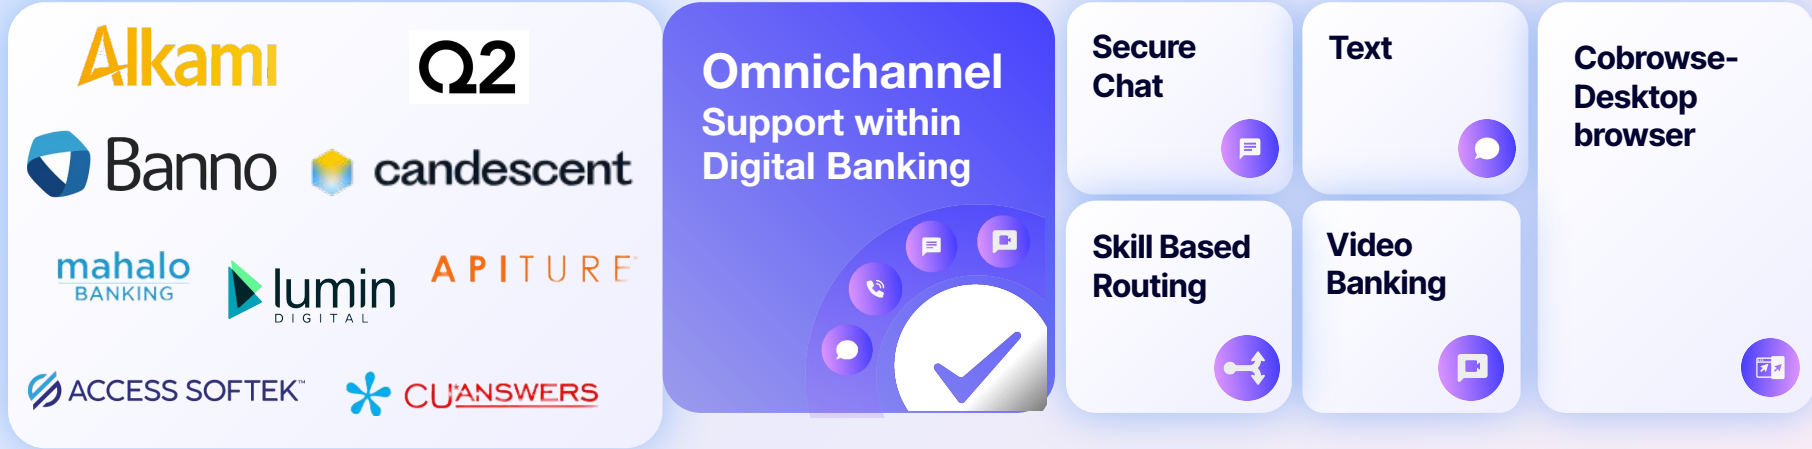 Alkami
Q2
Banno
candescent
mahalo
BANKING
lumin
DIGITAL
APITURE
ACCESS SOFTEK™
CU*ANSWERS
Omnichannel
Support within
Digital Banking
Secure
Chat
Text
Cobrowse-
Desktop
browser
Skill Based
Routing
Video
Banking